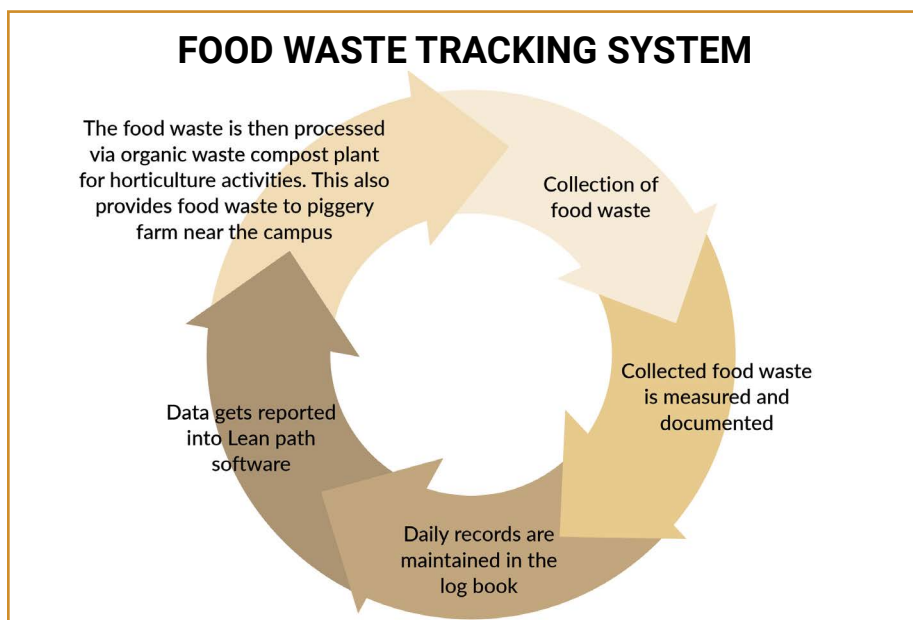 FOOD WASTE TRACKING SYSTEM
The food waste is then processed
via organic waste compost plant
for horticulture activities. This also
provides food waste to piggery
farm near the campus
Collection of
food waste
Collected food waste
is measured and
documented
Daily records are
maintained in the
log book
Data gets reported
into Lean path
software